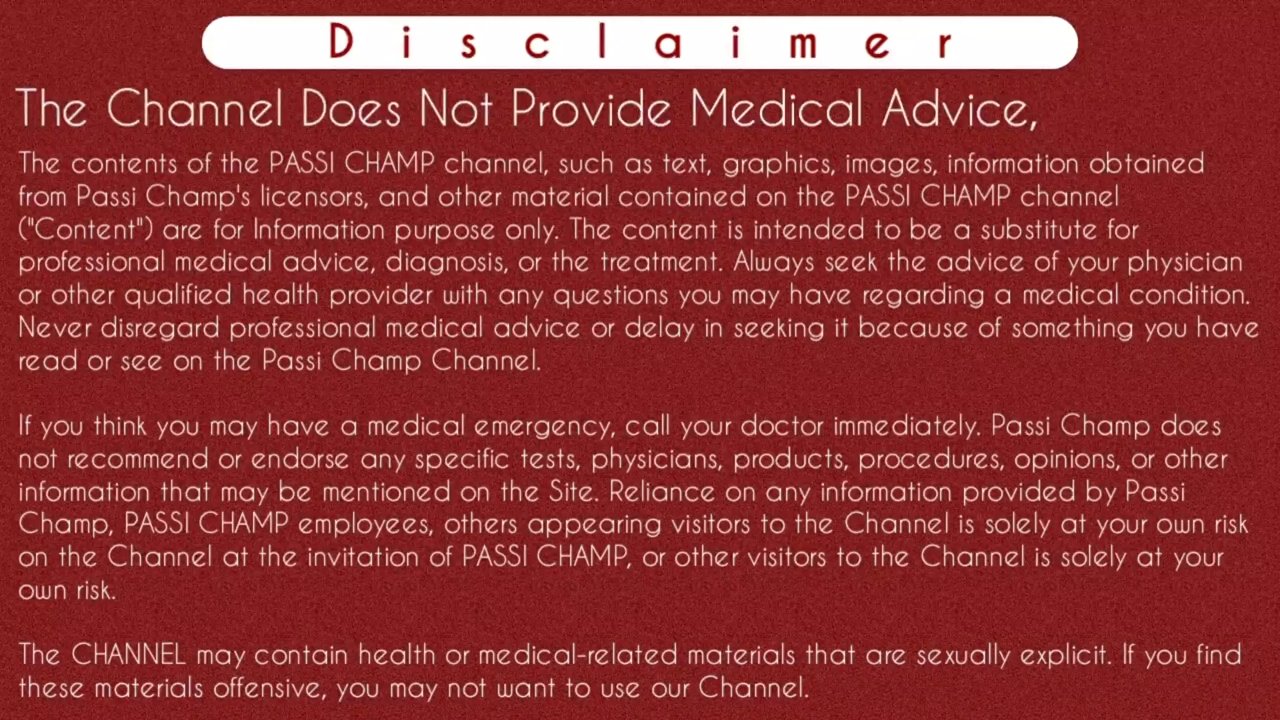 Disclaimer
The Channel Does Not Provide Medical Advice,
The contents of the PASSI CHAMP channel, such as text, graphics, images, information obtained
from Passi Champ's licensors, and other material contained on the PASSI CHAMP channel
("Content") are for Information purpose only. The content is intended to be a substitute for
professional medical advice, diagnosis, or the treatment. Always seek the advice of your physician
or other qualified health provider with any questions you may have regarding a medical condition.
Never disregard professional medical advice or delay in seeking it because of something you have
read or see on the Passi Champ Channel.
If you think you may have a medical emergency, call your doctor immediately. Passi Champ does
not recommend or endorse any specific tests, physicians, products, procedures, opinions, or other
information that may be mentioned on the Site. Reliance on any information provided by Passi
Champ, PASSI CHAMP employees, others appearing visitors to the Channel is solely at your own risk
on the Channel at the invitation of PASSI CHAMP, or other visitors to the Channel is solely at your
own risk.
The CHANNEL may contain health or medical-related materials that are sexually explicit. If you find
these materials offensive, you may not want to use our Channel.